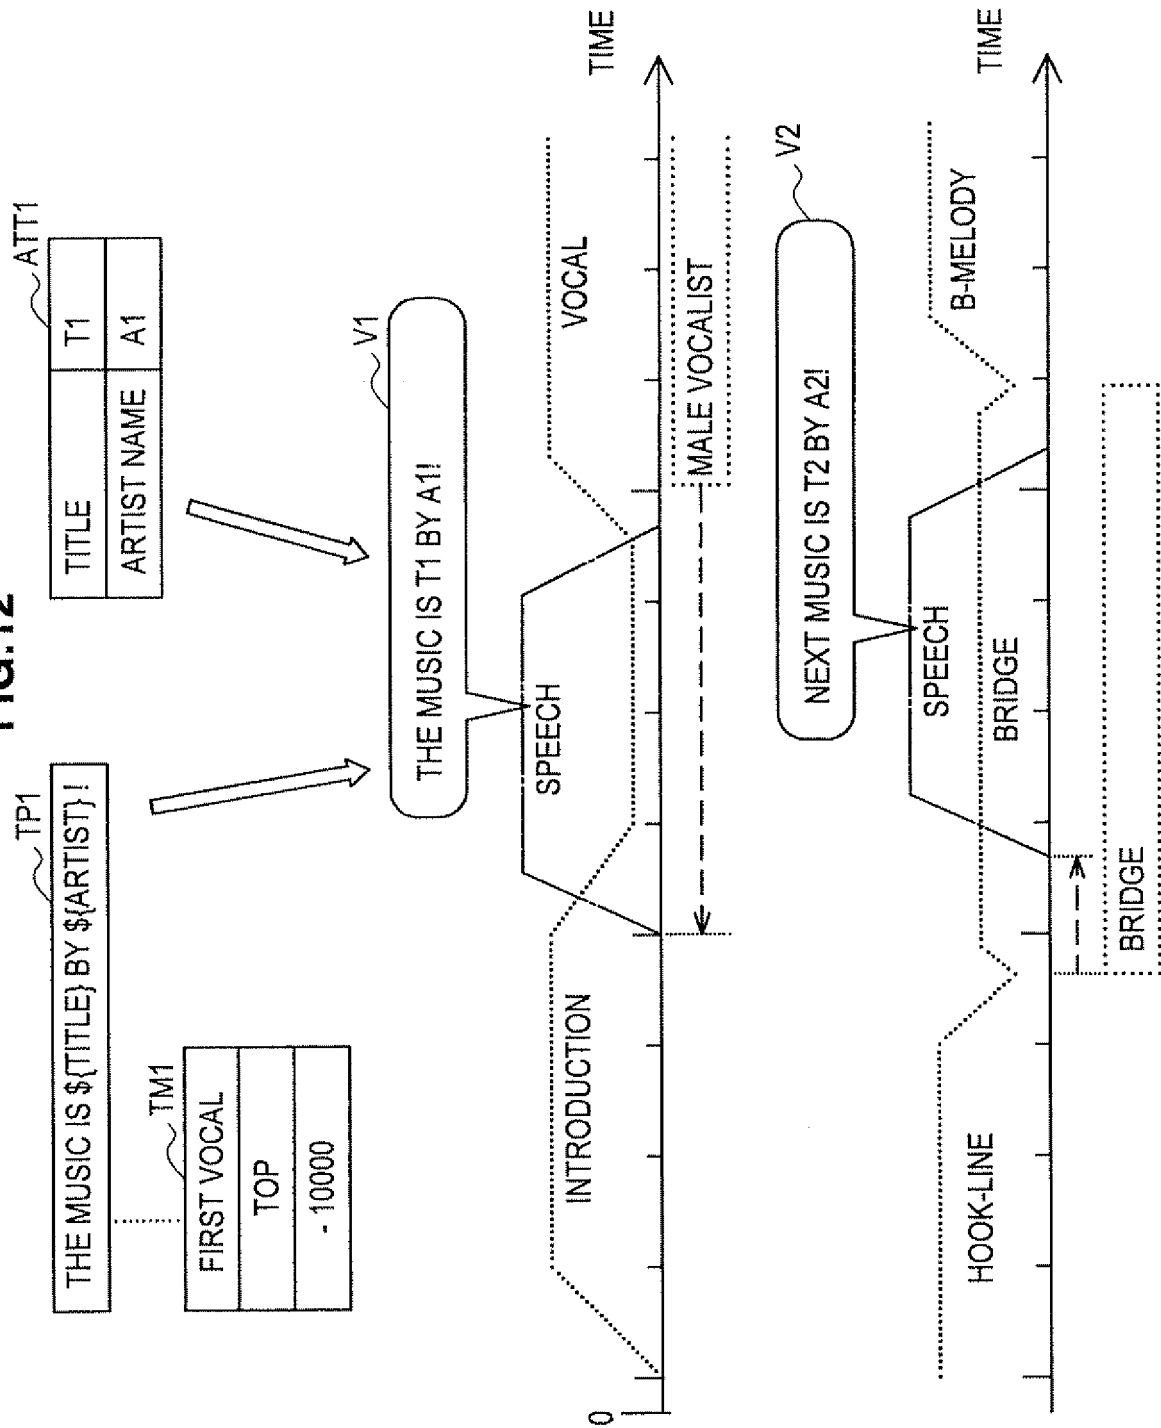 FIG.12
TP1
THE MUSIC IS ${TITLE} BY ${ARTIST} !
TM1
FIRST VOCAL
TOP
- 10000
ATT1
TITLE T1
ARTIST NAME A1
V1
THE MUSIC IS T1 BY A1!
SPEECH
INTRODUCTION
VOCAL
TIME
0
MALE VOCALIST
V2
NEXT MUSIC IS T2 BY A2!
SPEECH
HOOK-LINE
BRIDGE
B-MELODY
TIME
BRIDGE